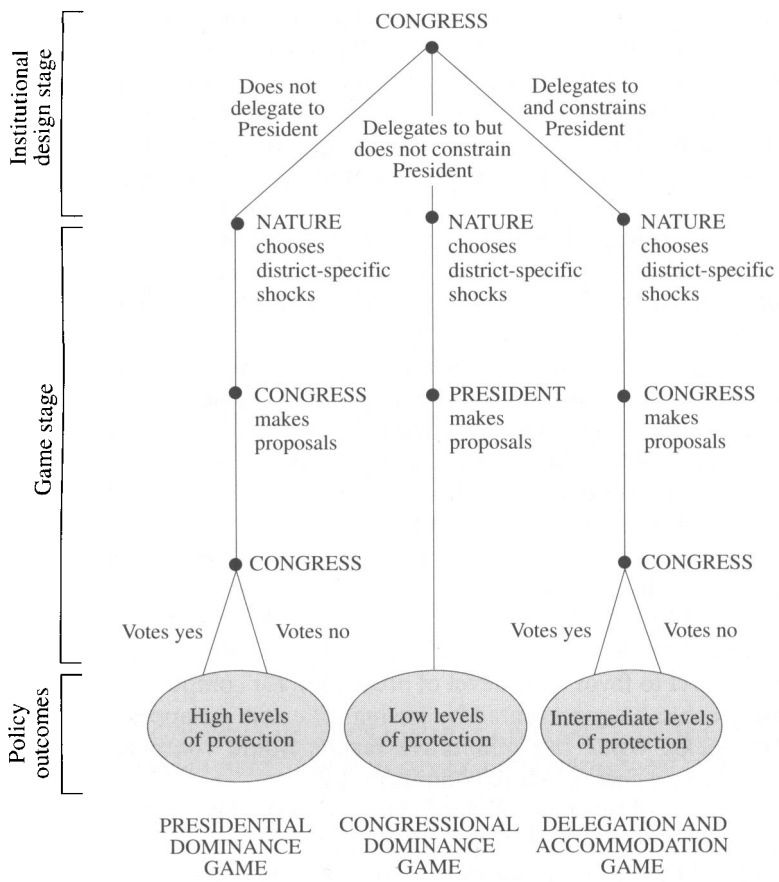 CONGRESS
Institutional
design stage
Does not
delegate to
President
Delegates to but
does not constrain
President
Delegates to
and constrains
President
NATURE
chooses
district-specific
shocks
NATURE
chooses
district-specific
shocks
NATURE
chooses
district-specific
shocks
Game stage
CONGRESS
makes
proposals
PRESIDENT
makes
proposals
CONGRESS
makes
proposals
CONGRESS
CONGRESS
Votes yes
Votes no
Votes yes
Votes no
Policy
outcomes
High levels
of protection
Low levels
of protection
Intermediate levels
of protection
PRESIDENTIAL
DOMINANCE
GAME
CONGRESSIONAL
DOMINANCE
GAME
DELEGATION AND
ACCOMMODATION
GAME